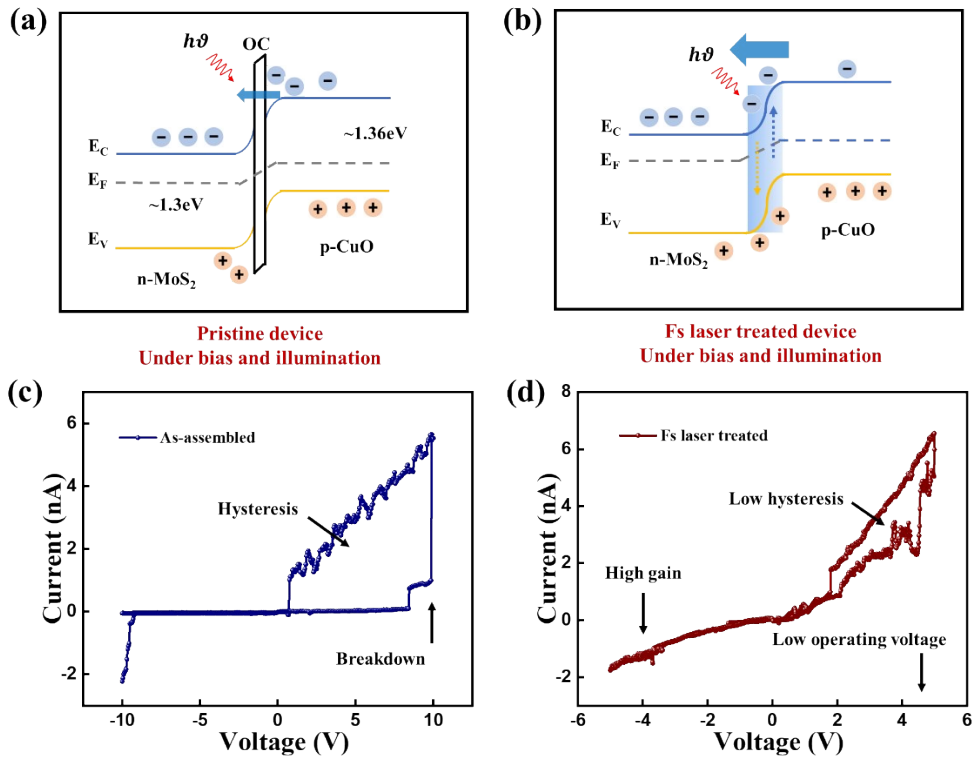 (a)
hϑ
OC
− − −
− − −
E_C
~1.36eV
E_F
~1.3eV
+ + +
E_V
p-CuO
+ +
n-MoS₂
Pristine device
Under bias and illumination
(b)
hϑ
− −
−
− − −
E_C
E_F
+ + +
E_V
+ + +
p-CuO
n-MoS₂
Fs laser treated device
Under bias and illumination
(c)
Current (nA)
6
4
2
0
-2
As-assembled
Hysteresis
Breakdown
-10 -5 0 5 10
Voltage (V)
(d)
Current (nA)
8
6
4
2
0
-2
Fs laser treated
Low hysteresis
High gain
Low operating voltage
-6 -4 -2 0 2 4 6
Voltage (V)